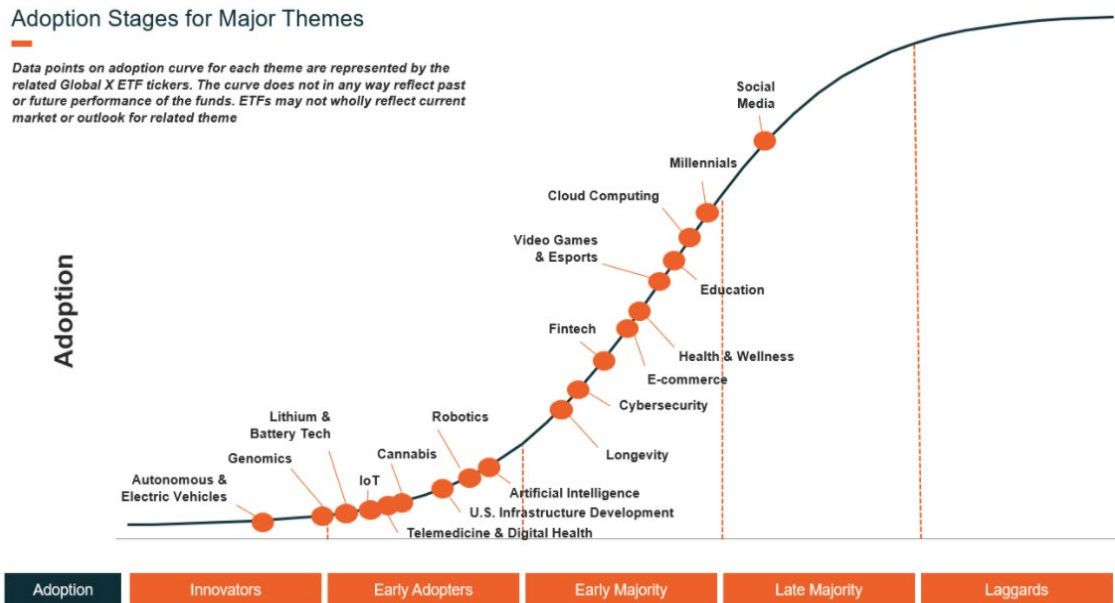 Adoption Stages for Major Themes
Data points on adoption curve for each theme are represented by the
related Global X ETF tickers. The curve does not in any way reflect past
or future performance of the funds. ETFs may not wholly reflect current
market or outlook for related theme
Social
Media
Millennials
Cloud Computing
Video Games
& Esports
Education
Adoption
Fintech
Health & Wellness
E-commerce
Cybersecurity
Lithium &
Battery Tech
Robotics
Longevity
Genomics
Cannabis
IoT
Autonomous &
Electric Vehicles
Artificial Intelligence
U.S. Infrastructure Development
Telemedicine & Digital Health
Adoption
Innovators
Early Adopters
Early Majority
Late Majority
Laggards